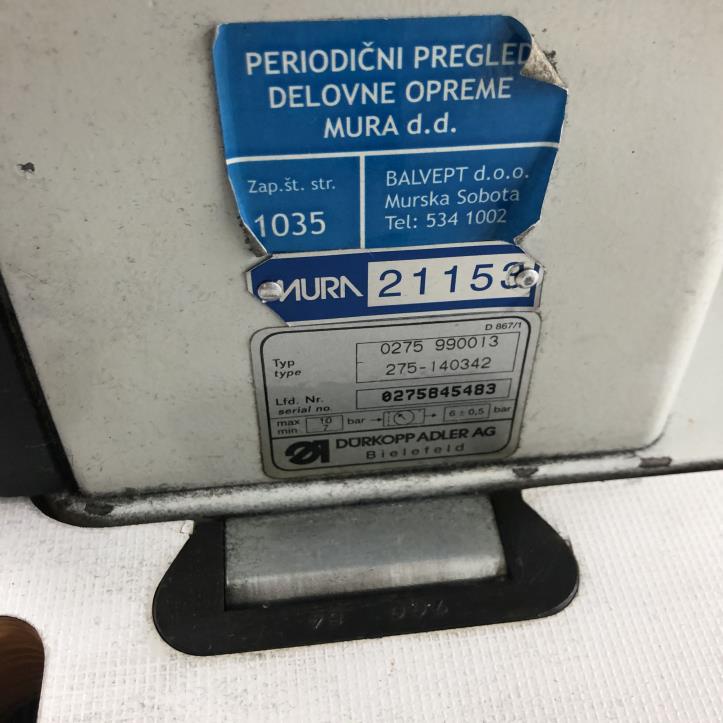 PERIODIČNI PREGLED
DELOVNE OPREME
MURA d.d.
Zap.št. str.
1035
BALVEPT d.o.o.
Murska Sobota
Tel: 534 1002
MURA 21153
D 867/1
Typ
type
0275 990013
275-140342
Lfd. Nr.
serial no.
0275845483
max 10 bar 6 ± 0,5 bar
min 7
DÜRKOPP ADLER AG
Bielefeld